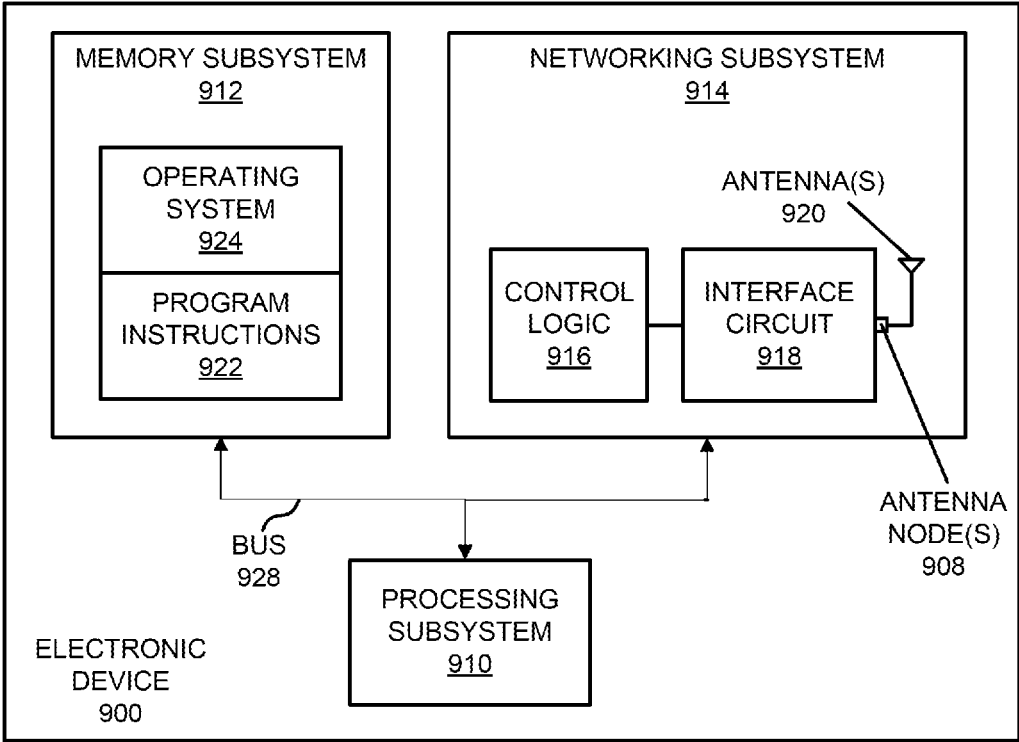 MEMORY SUBSYSTEM
912
OPERATING
SYSTEM
924
PROGRAM
INSTRUCTIONS
922
NETWORKING SUBSYSTEM
914
ANTENNA(S)
920
CONTROL
LOGIC
916
INTERFACE
CIRCUIT
918
ANTENNA
NODE(S)
908
BUS
928
PROCESSING
SUBSYSTEM
910
ELECTRONIC
DEVICE
900